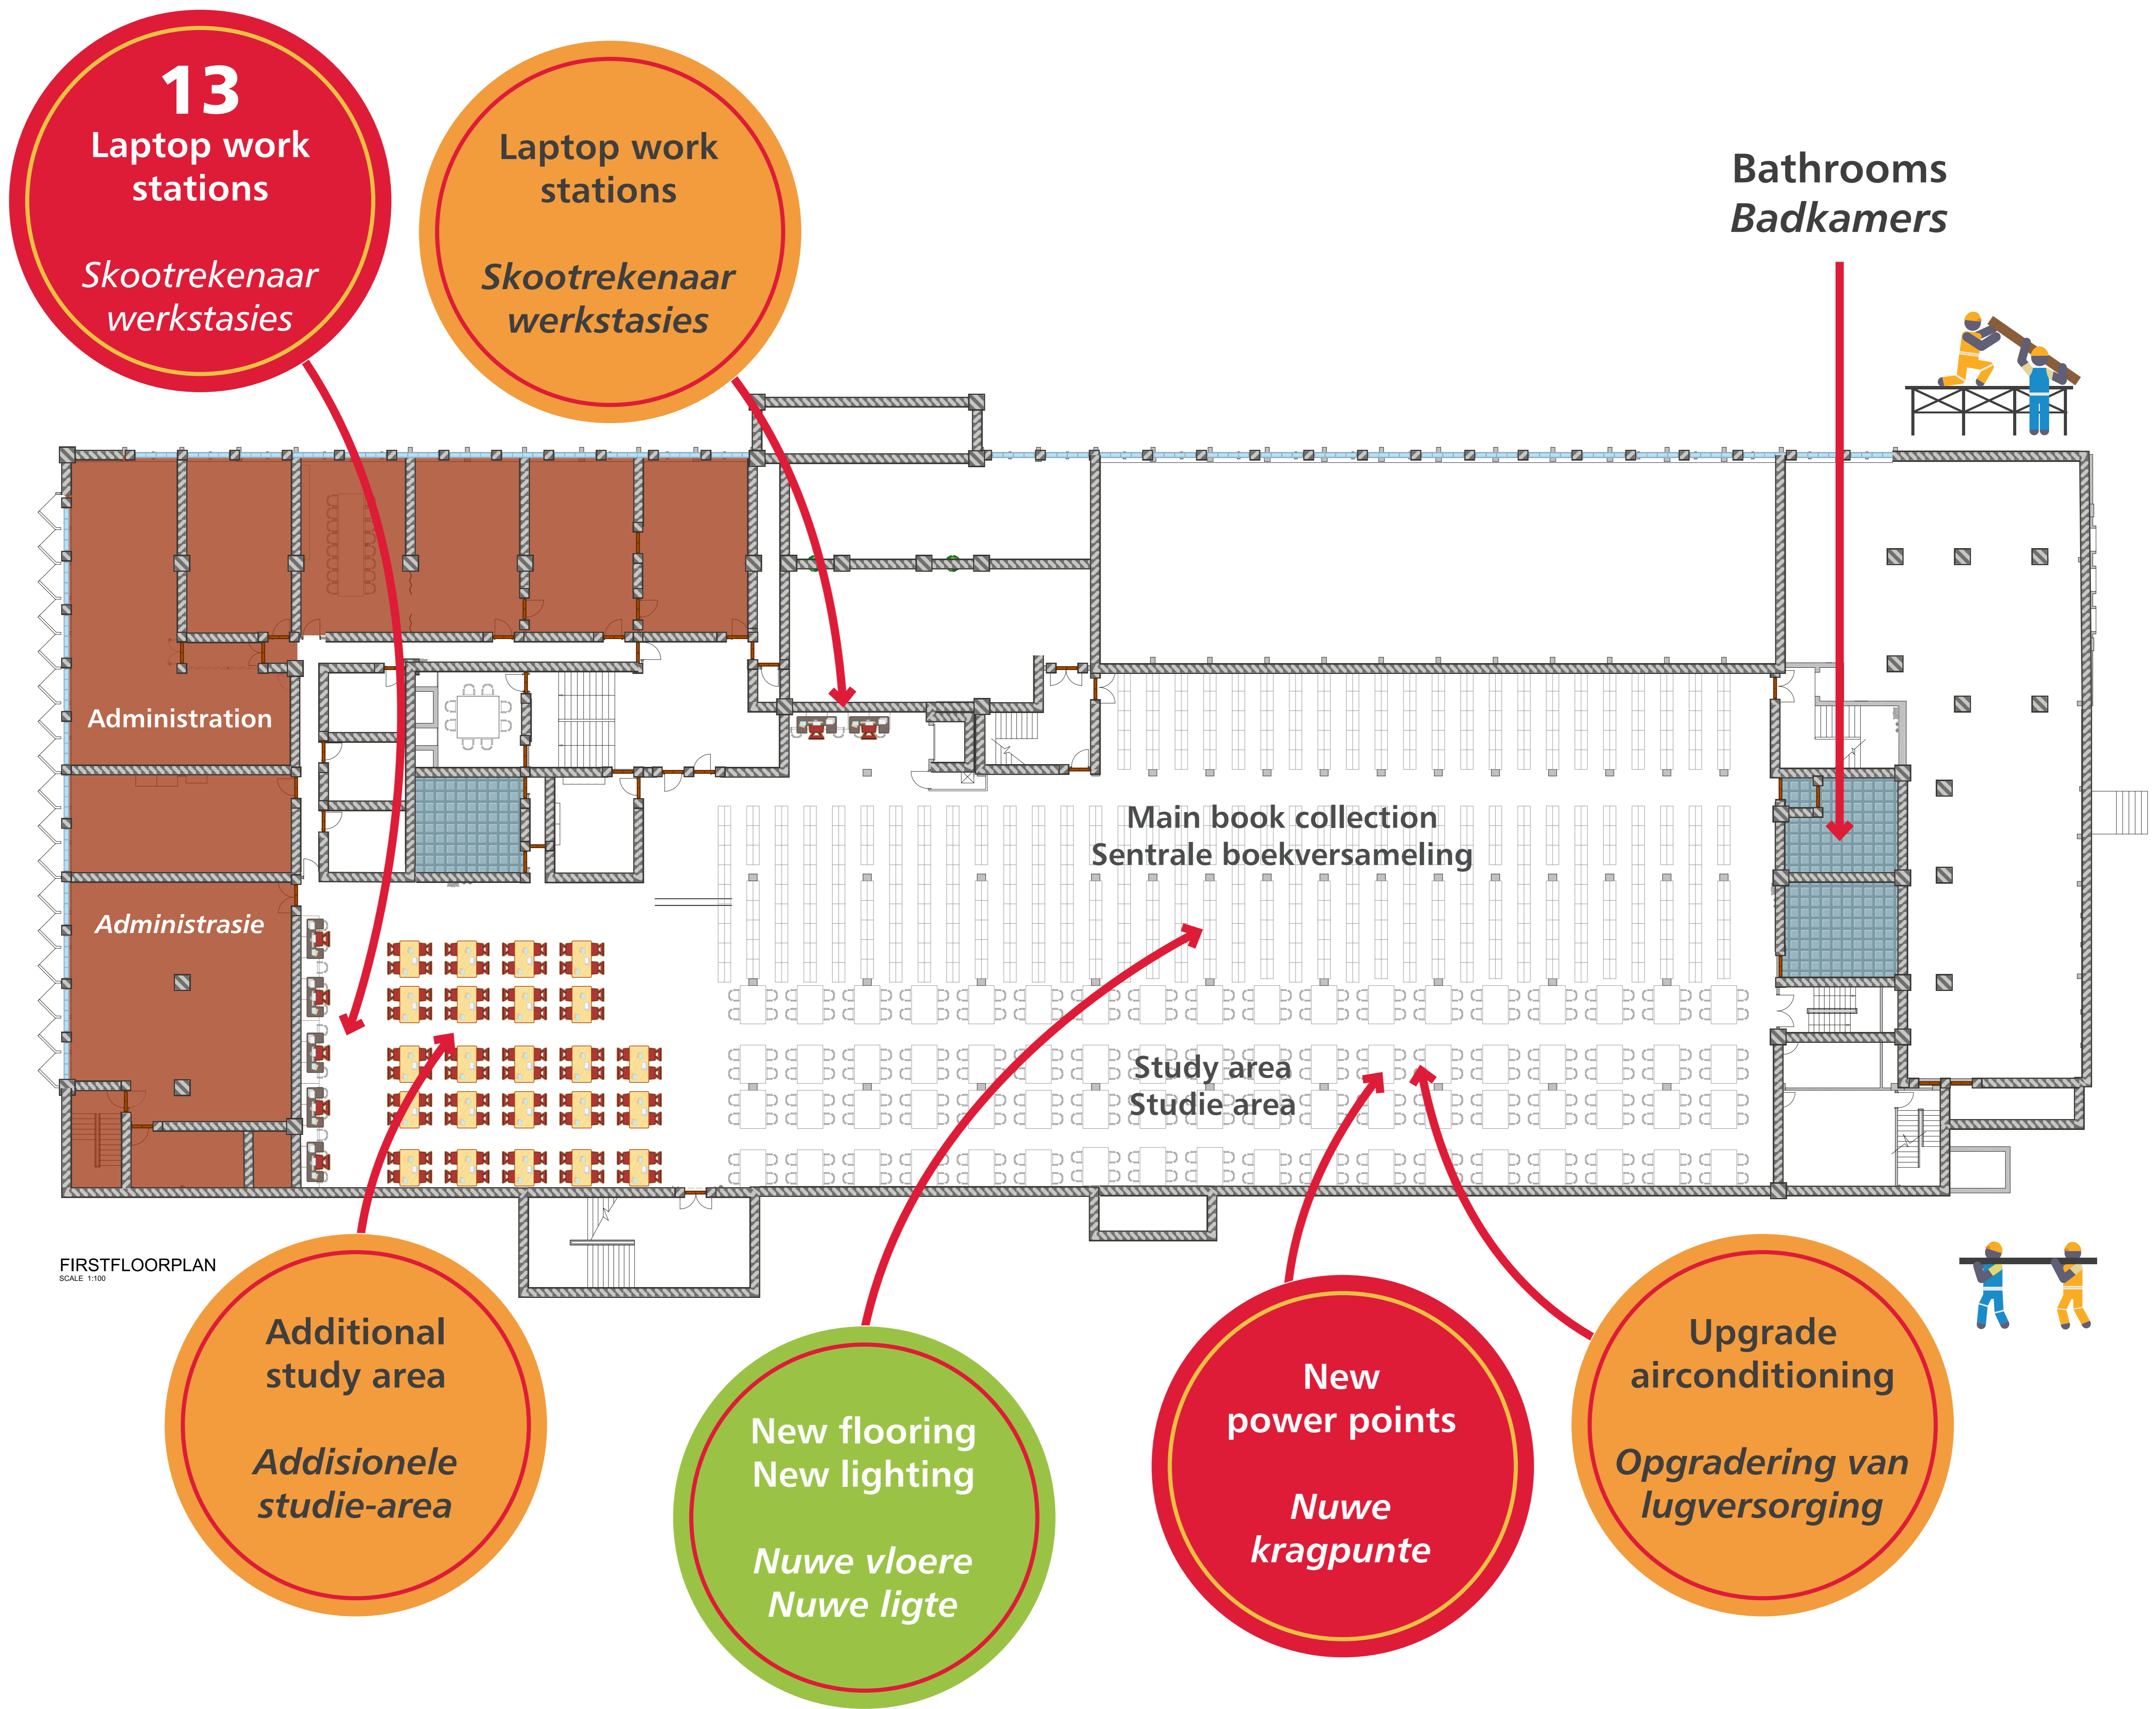 13
Laptop work
stations
Skootrekenaar
werkstasies
Laptop work
stations
Skootrekenaar
werkstasies
Bathrooms
Badkamers
Administration
Administrasie
Main book collection
Sentrale boekversameling
Study area
Studie area
FIRSTFLOORPLAN
SCALE 1:100
Additional
study area
Addisionele
studie-area
New flooring
New lighting
Nuwe vloere
Nuwe ligte
New
power points
Nuwe
kragpunte
Upgrade
airconditioning
Opgradering van
lugversorging